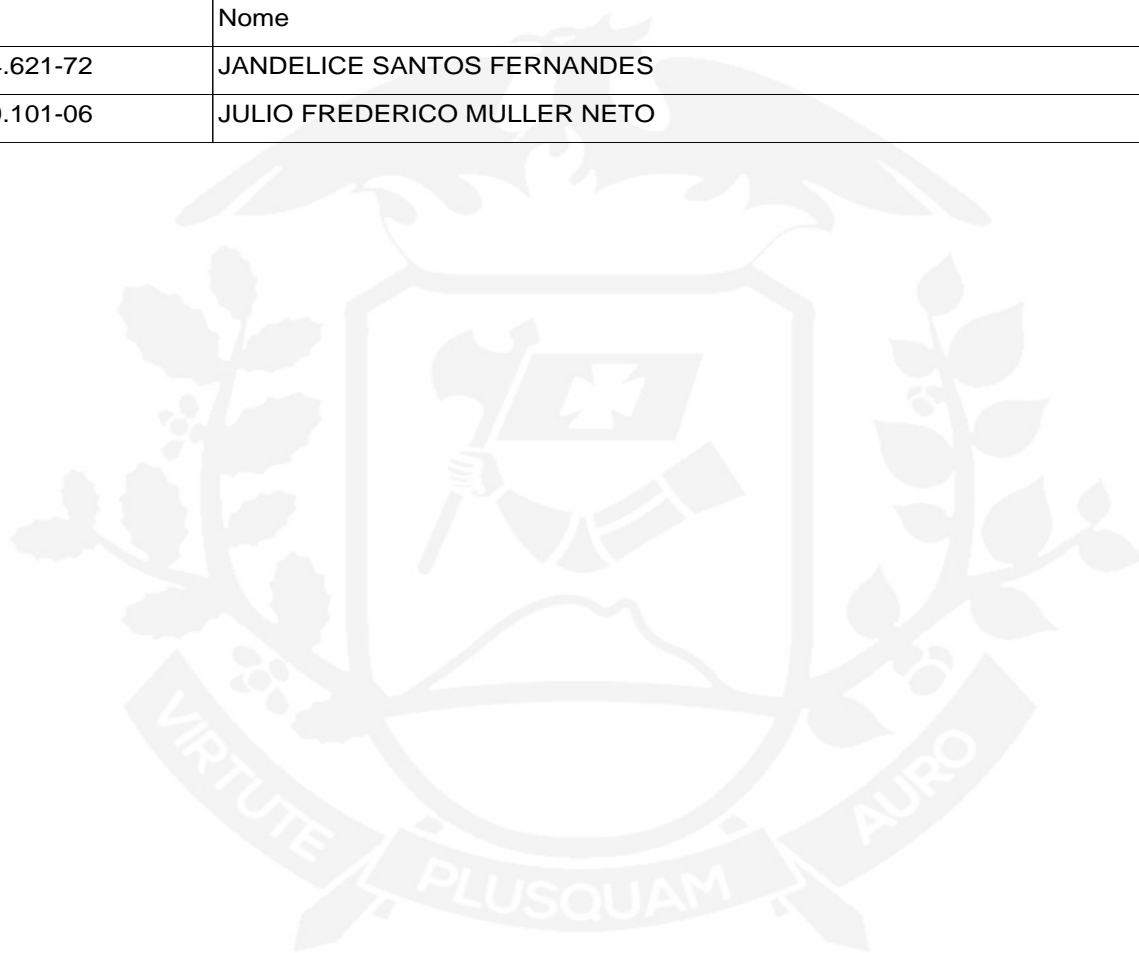 Nome
.621-72 JANDELICE SANTOS FERNANDES
.101-06 JULIO FREDERICO MULLER NETO
VIRTUTE PLUSQUAM AURO